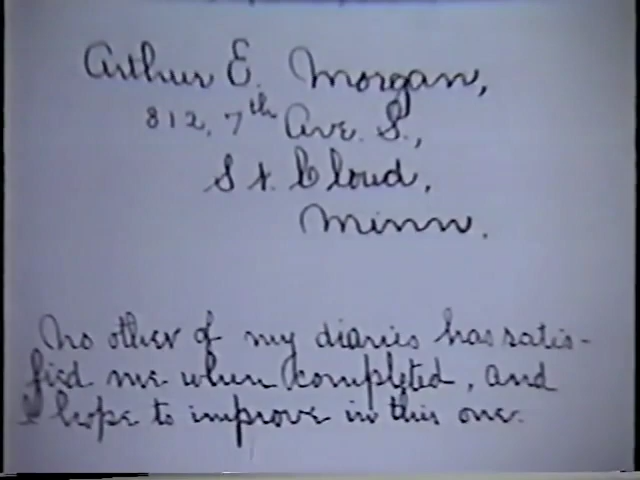 Arthur E. Morgan,
812, 7th Ave. S.,
St. Cloud,
Minn.
No other of my diaries has satis-
fied me when completed, and
I hope to improve in this one.